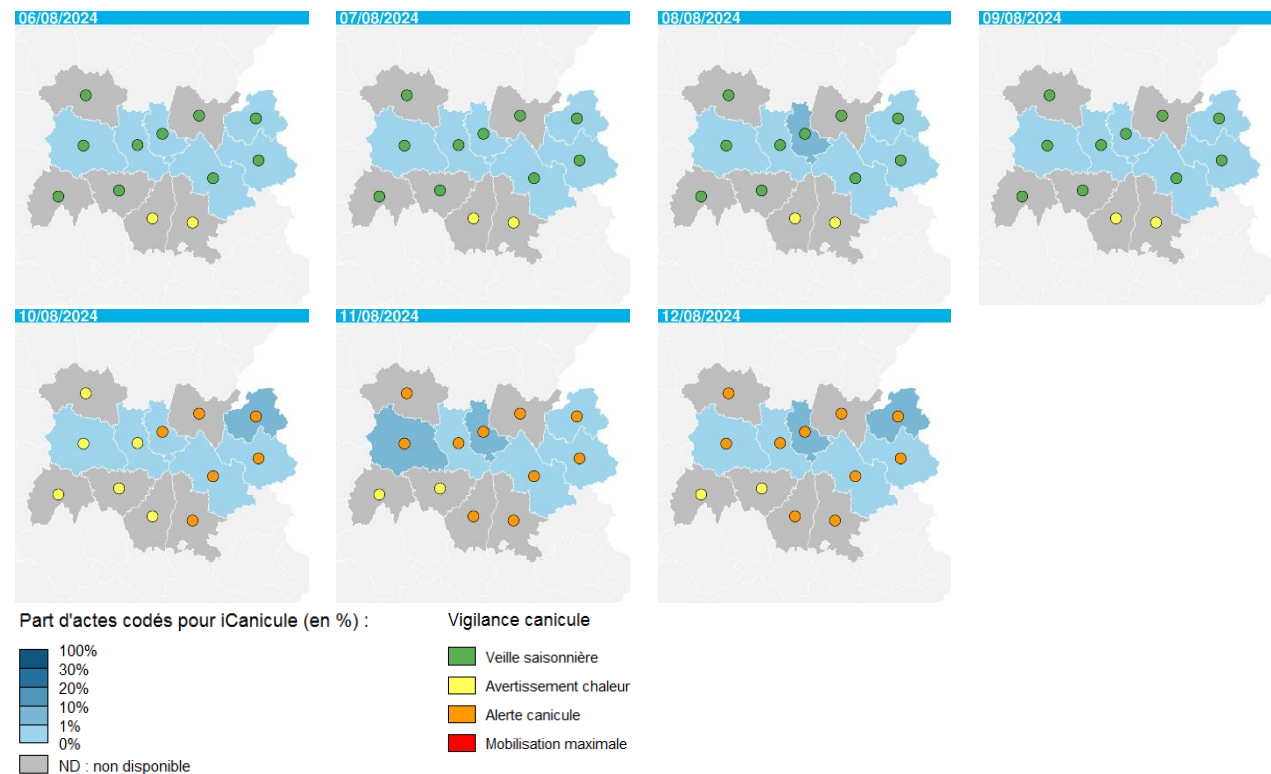 06/08/2024
07/08/2024
08/08/2024
09/08/2024
10/08/2024
11/08/2024
12/08/2024
Part d'actes codés pour iCanicule (en %) :
100%
30%
20%
10%
1%
0%
ND : non disponible
Vigilance canicule
Veille saisonnière
Avertissement chaleur
Alerte canicule
Mobilisation maximale